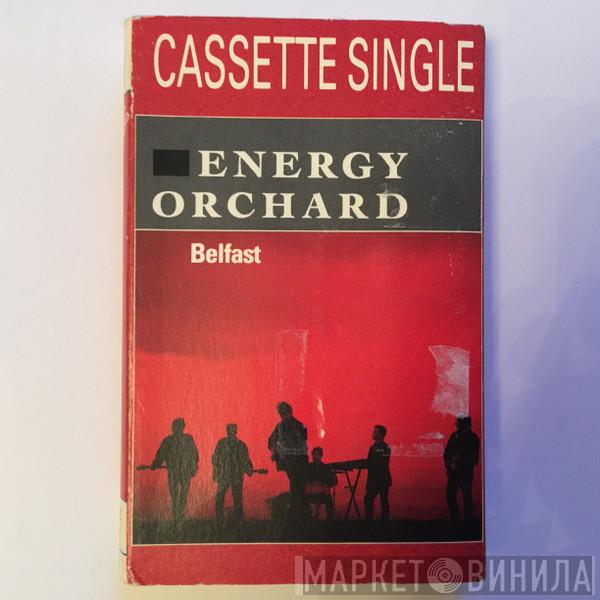 CASSETTE SINGLE
ENERGY
ORCHARD
Belfast
МАРКЕТ ВИНИЛА